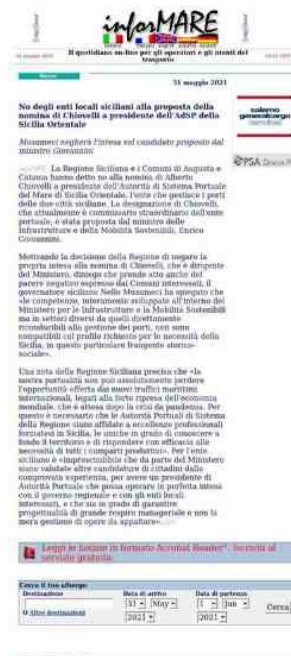 inforMARE
Il quotidiano on-line per gli operatori e gli utenti del
trasporto
31 maggio 2021
No degli enti locali siciliani alla proposta della
nomina di Chiovelli a presidente dell'AdSP della
Sicilia Orientale
Musumeci negherà l'intesa sul candidato proposto dal
ministro Giovannini
La Regione Siciliana e i Comuni di Augusta e
Catania hanno detto no alla nomina di Alberto
Chiovelli a presidente dell'Autorità di Sistema Portuale
del Mare di Sicilia Orientale, l'ente che gestisce i porti
delle due città siciliane. La designazione di Chiovelli,
che attualmente è commissario straordinario dell'ente
portuale, è stata proposta dal ministro delle
Infrastrutture e della Mobilità Sostenibili, Enrico
Giovannini.
Motivando la decisione della Regione di negare la
propria intesa alla nomina di Chiovelli, che è dirigente
del Ministero, diniego che prende atto anche del
parere negativo espresso dai Comuni interessati, il
governatore siciliano Nello Musumeci ha spiegato che
«le competenze, interamente sviluppate all'interno del
Ministero per le Infrastrutture e la Mobilità Sostenibili
ma in settori diversi da quelli direttamente
riconducibili alla gestione dei porti, non sono
compatibili col profilo richiesto per le necessità della
Sicilia, in questo particolare frangente storico-
sociale».
Una nota della Regione Siciliana precisa che «la
nostra portualità non può assolutamente perdere
l'opportunità offerta dai nuovi traffici marittimi
internazionali, legati alla forte ripresa dell'economia
mondiale, che è attesa dopo la crisi da pandemia. Per
questo è necessario che le Autorità Portuali di Sistema
della Regione siano affidate a eccellenze professionali
formatesi in Sicilia, le uniche in grado di conoscere a
fondo il territorio e di rispondere con efficacia alle
necessità di tutti i comparti produttivi». Per l'ente
siciliano è «imprescindibile che da parte del Ministero
siano valutate altre candidature di cittadini dalla
comprovata esperienza, per avere un presidente di
Autorità Portuale che possa operare in perfetta intesa
con il governo regionale e con gli enti locali
interessati, e che sia in grado di garantire
progettualità di grande respiro manageriale e non la
mera gestione di opere da appaltare».
salerno
PSA
Leggi le notizie in formato Acrobat Reader®. Iscriviti al
servizio gratuito.
Cerca il tuo albergo
Destinazione Data di arrivo Data di partenza
31 May 1 Jun Cerca
Altre destinazioni 2021 2021